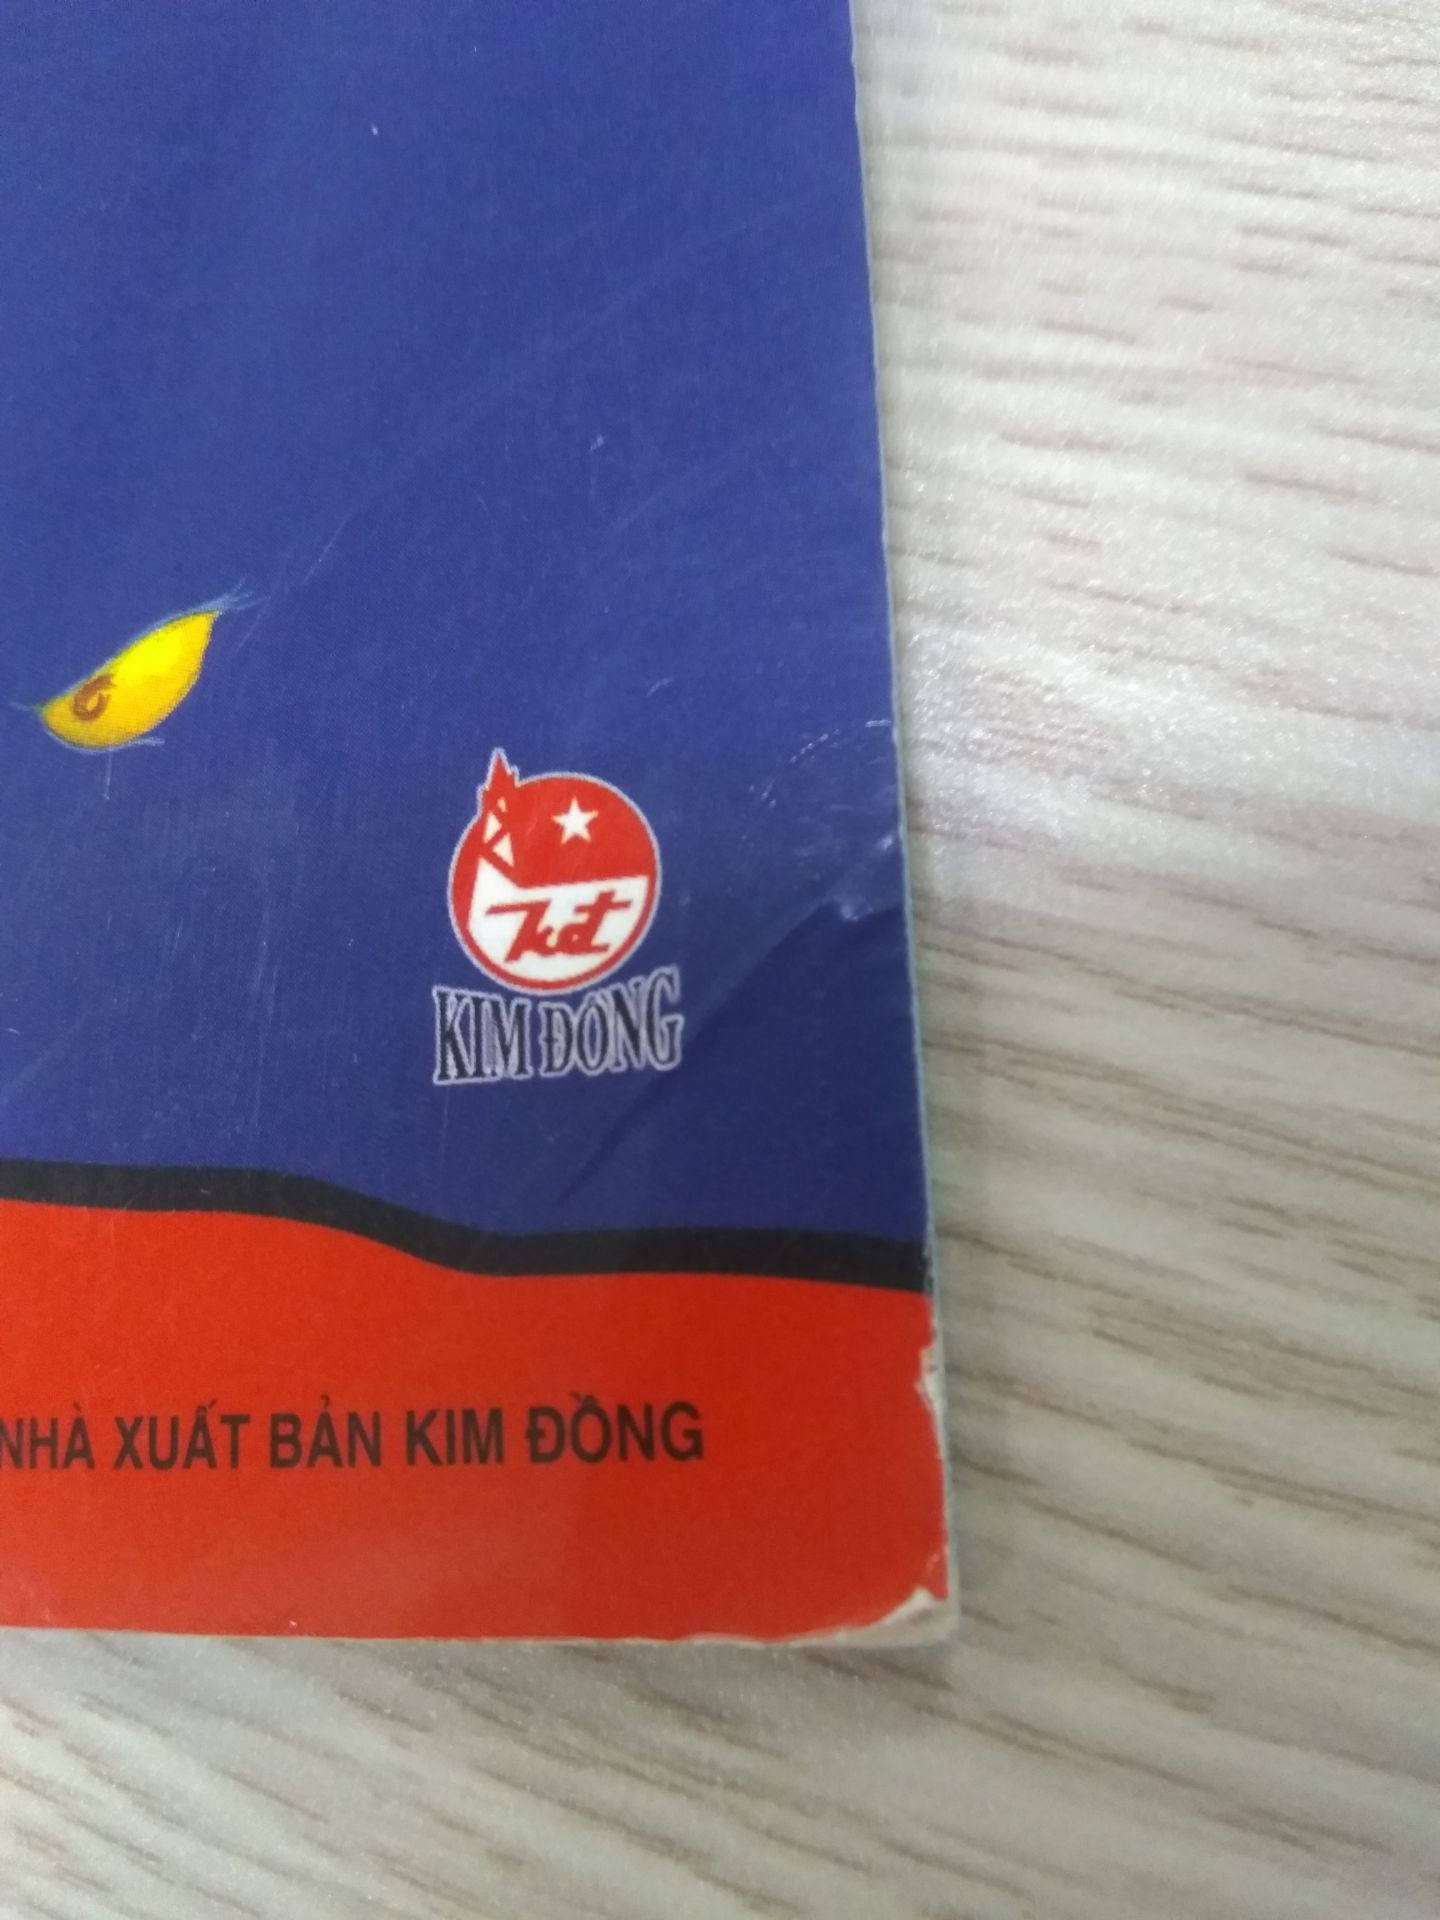 kđ
KIM ĐỒNG
NHÀ XUẤT BẢN KIM ĐỒNG